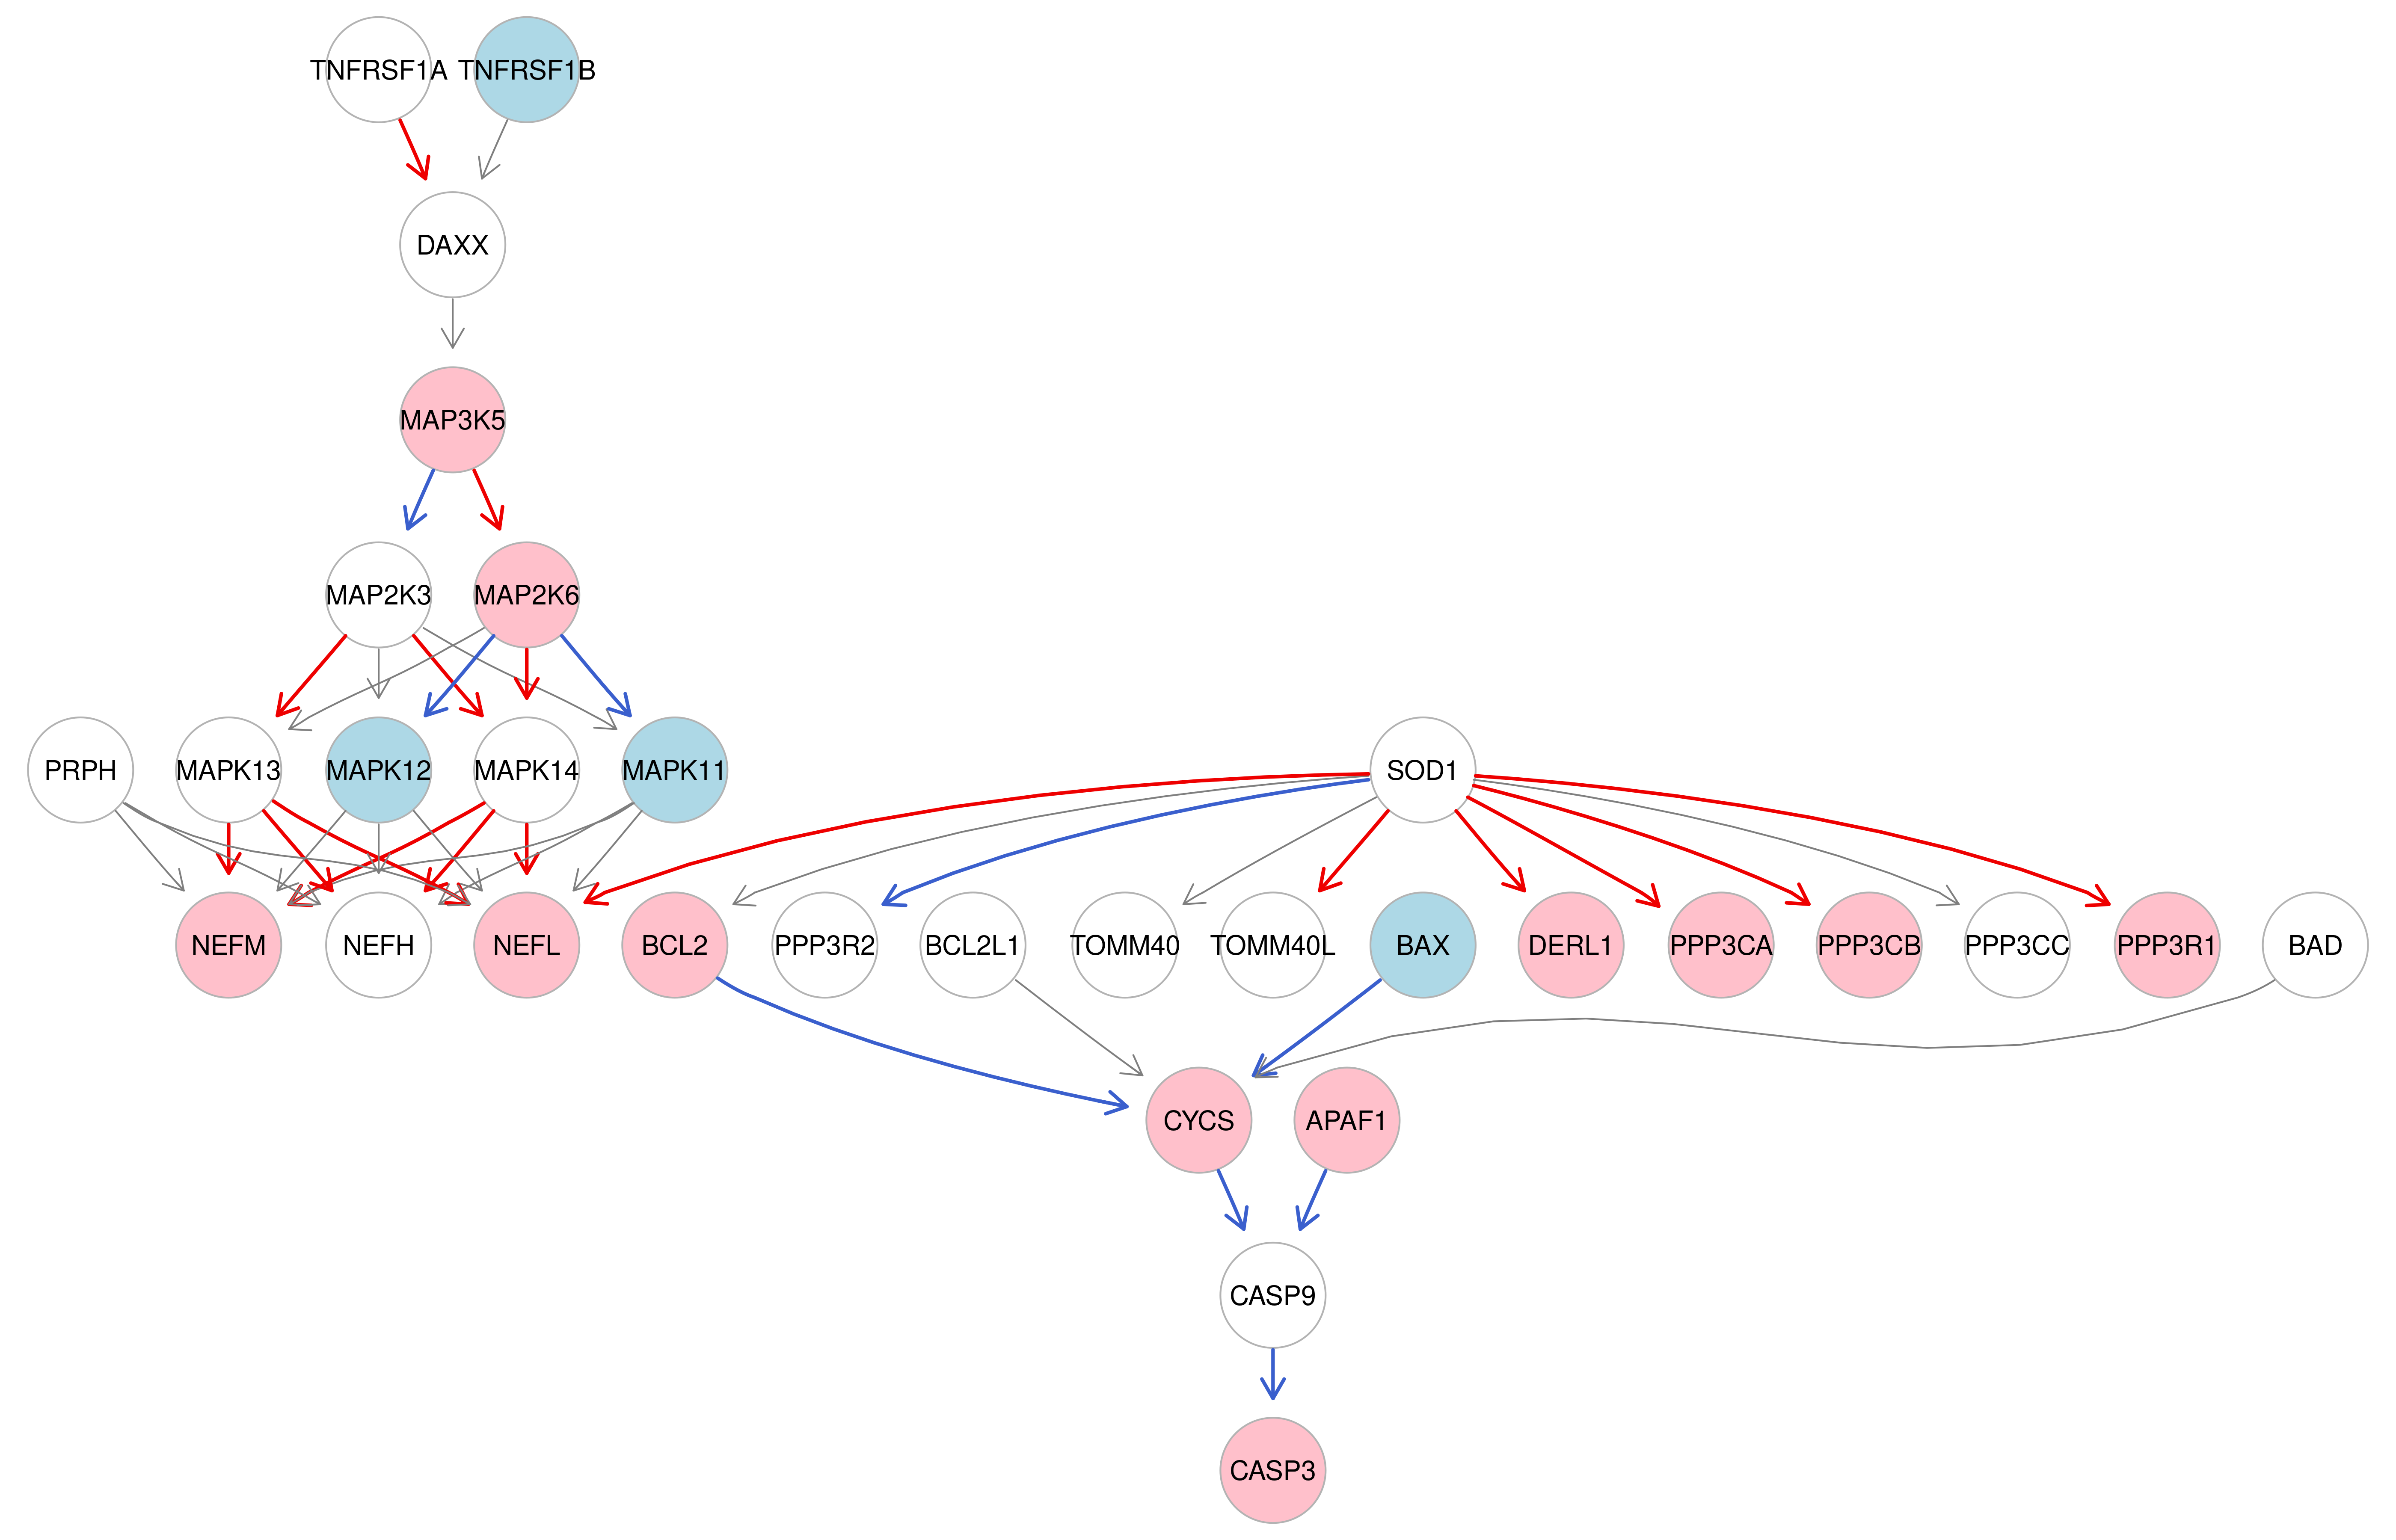 TNFRSF1A
TNFRSF1B
DAXX
MAP3K5
MAP2K3
MAP2K6
PRPH
MAPK13
MAPK12
MAPK14
MAPK11
SOD1
NEFM
NEFH
NEFL
BCL2
PPP3R2
BCL2L1
TOMM40
TOMM40L
BAX
DERL1
PPP3CA
PPP3CB
PPP3CC
PPP3R1
BAD
CYCS
APAF1
CASP9
CASP3